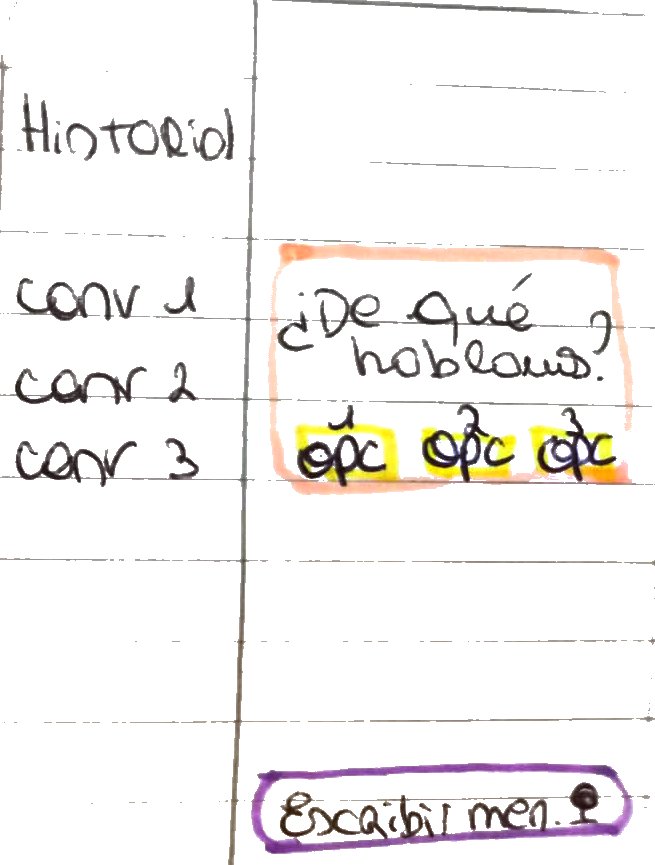 Historial
conv 1
conv 2
conv 3
¿De qué
hablamos?
1 2 3
opc opc opc
Escribir men.